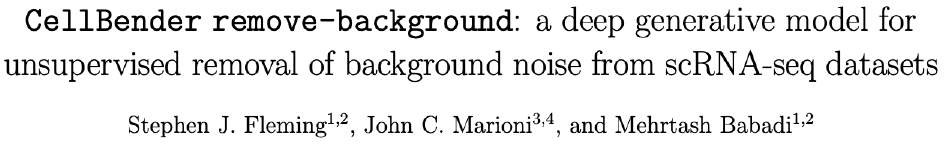 CellBender remove-background: a deep generative model for
unsupervised removal of background noise from scRNA-seq datasets
Stephen J. Fleming1,2, John C. Marioni3,4, and Mehrtash Babadi1,2